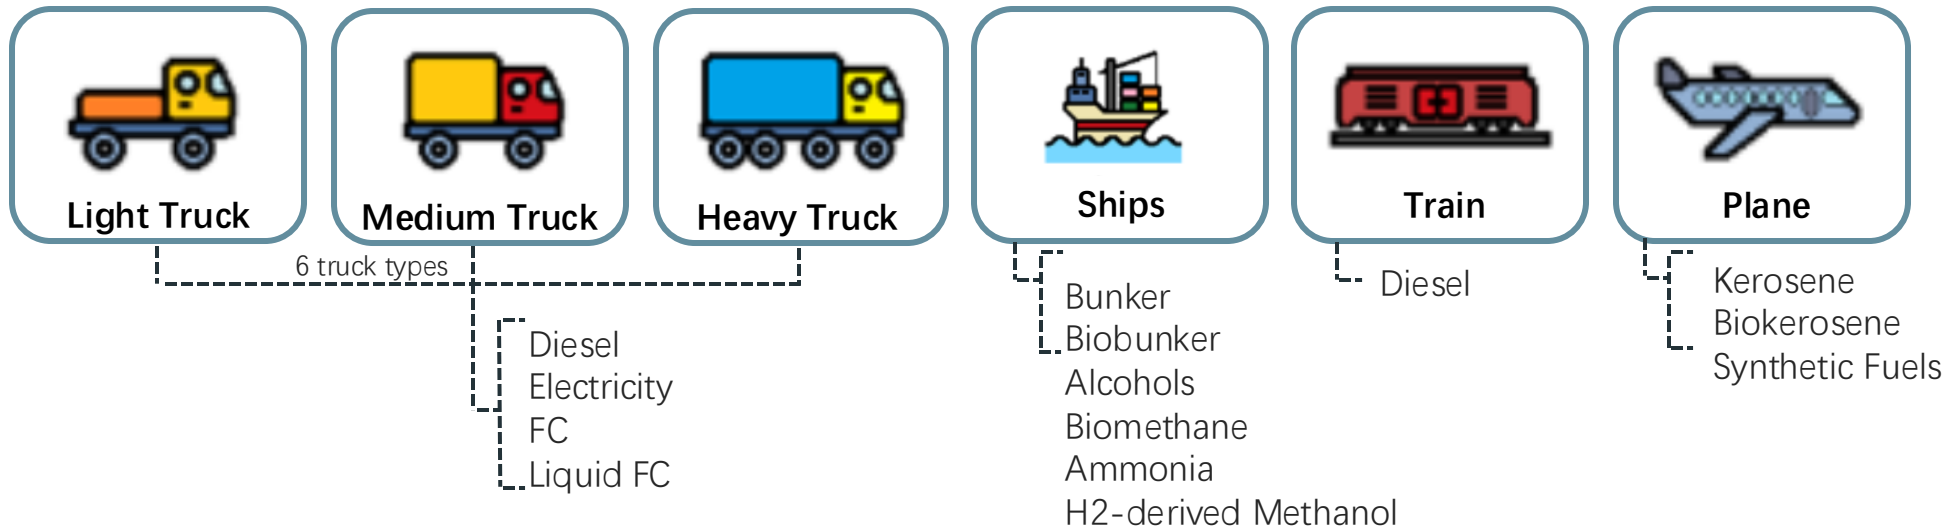 Light Truck
Medium Truck
Heavy Truck
Ships
Train
Plane
6 truck types
Diesel
Electricity
FC
Liquid FC
Bunker
Biobunker
Alcohols
Biomethane
Ammonia
H2-derived Methanol
Diesel
Kerosene
Biokerosene
Synthetic Fuels